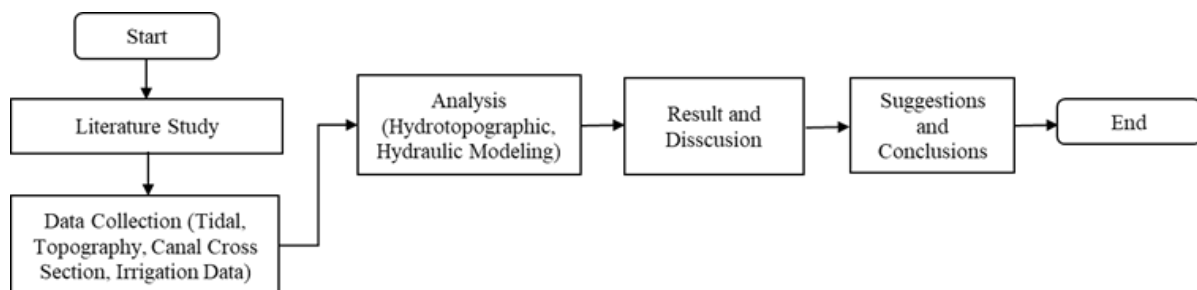 Start
Literature Study
Data Collection (Tidal,
Topography, Canal Cross
Section, Irrigation Data)
Analysis
(Hydrotopographic,
Hydraulic Modeling)
Result and
Disscusion
Suggestions
and
Conclusions
End